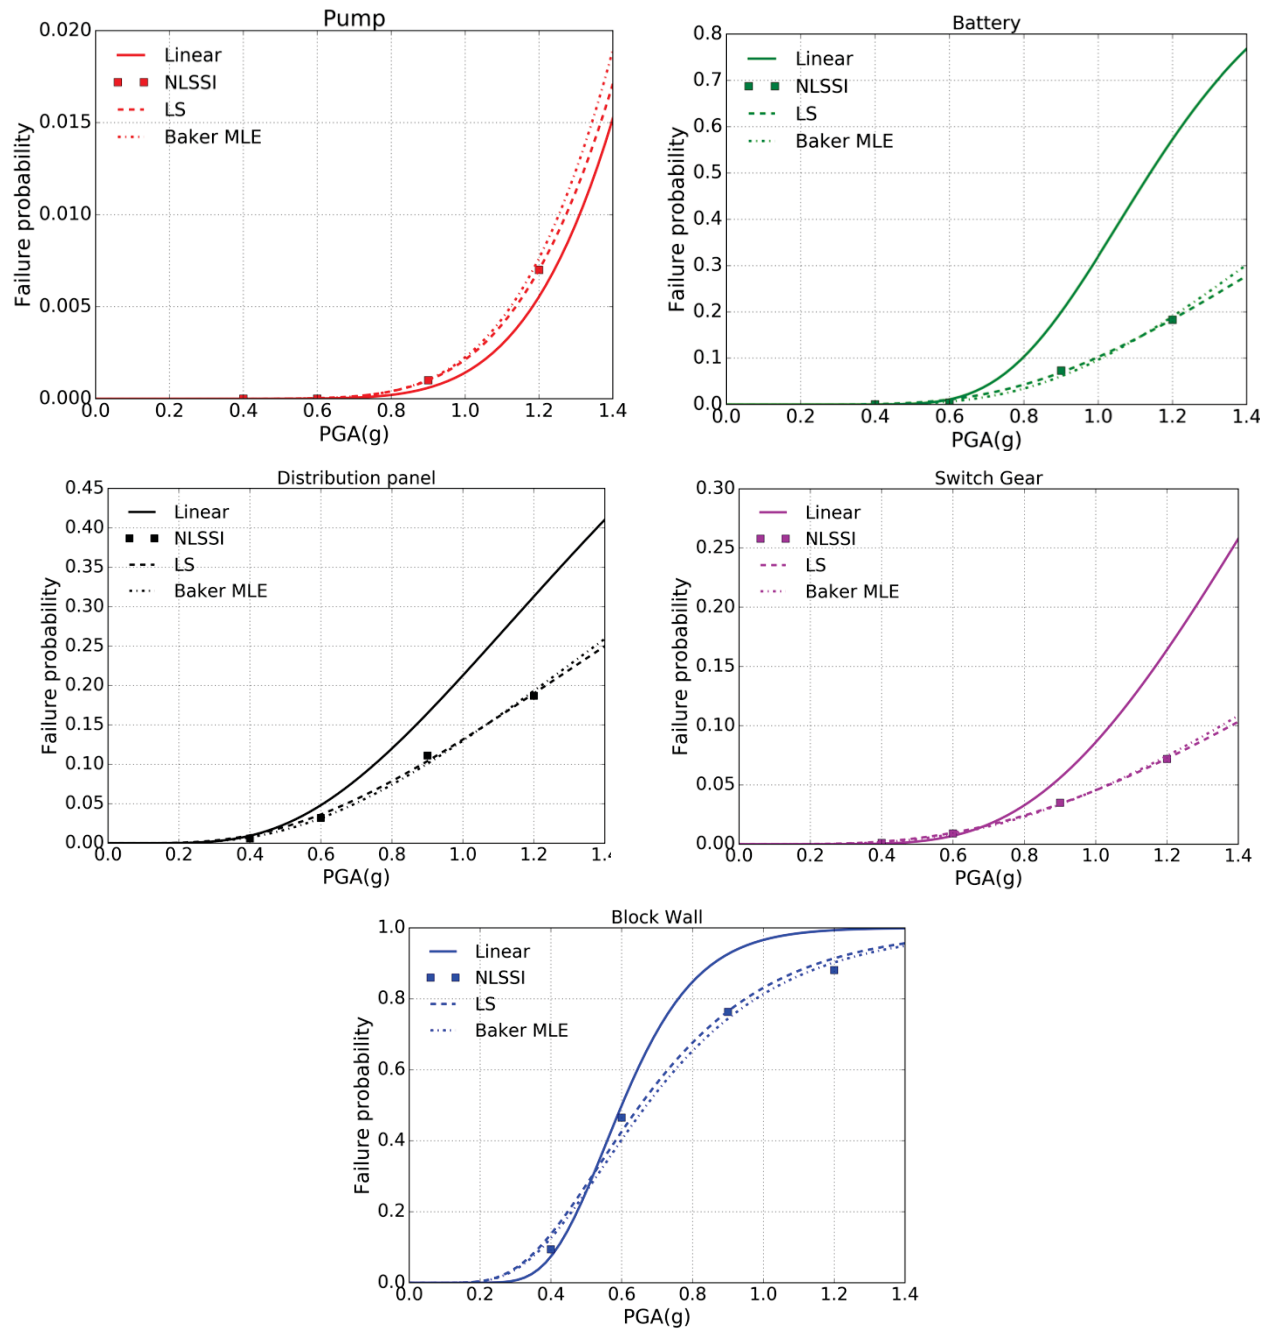 Pump
Linear
NLSSI
LS
Baker MLE
Failure probability
0.020
0.015
0.010
0.005
0.000
0.0 0.2 0.4 0.6 0.8 1.0 1.2 1.4
PGA(g)
Battery
Linear
NLSSI
LS
Baker MLE
Failure probability
0.8
0.7
0.6
0.5
0.4
0.3
0.2
0.1
0.0
0.0 0.2 0.4 0.6 0.8 1.0 1.2 1.4
PGA(g)
Distribution panel
Linear
NLSSI
LS
Baker MLE
Failure probability
0.45
0.40
0.35
0.30
0.25
0.20
0.15
0.10
0.05
0.00
0.0 0.2 0.4 0.6 0.8 1.0 1.2 1.
PGA(g)
Switch Gear
Linear
NLSSI
LS
Baker MLE
Failure probability
0.30
0.25
0.20
0.15
0.10
0.05
0.00
0.0 0.2 0.4 0.6 0.8 1.0 1.2 1.4
PGA(g)
Block Wall
Linear
NLSSI
LS
Baker MLE
Failure probability
1.0
0.8
0.6
0.4
0.2
0.0
0.0 0.2 0.4 0.6 0.8 1.0 1.2 1.4
PGA(g)